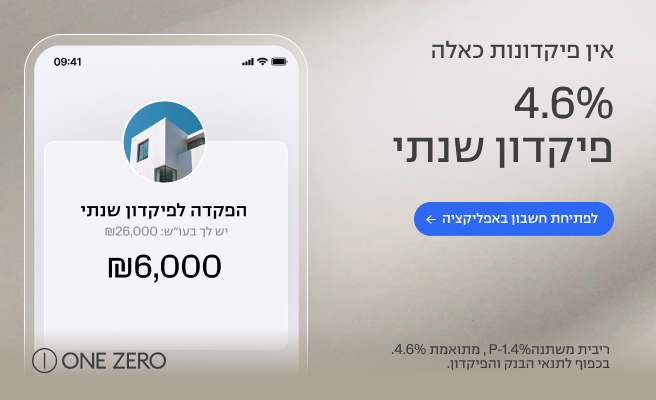 אין פיקדונות כאלה
4.6%
פיקדון שנתי
לפתיחת חשבון באפליקציה ←
ריבית משתנה P-1.4%, מתואמת 4.6%.
בכפוף לתנאי הבנק והפיקדון.
09:41
הפקדה לפיקדון שנתי
יש לך בעו״ש: ₪26,000
₪6,000
ONE ZERO